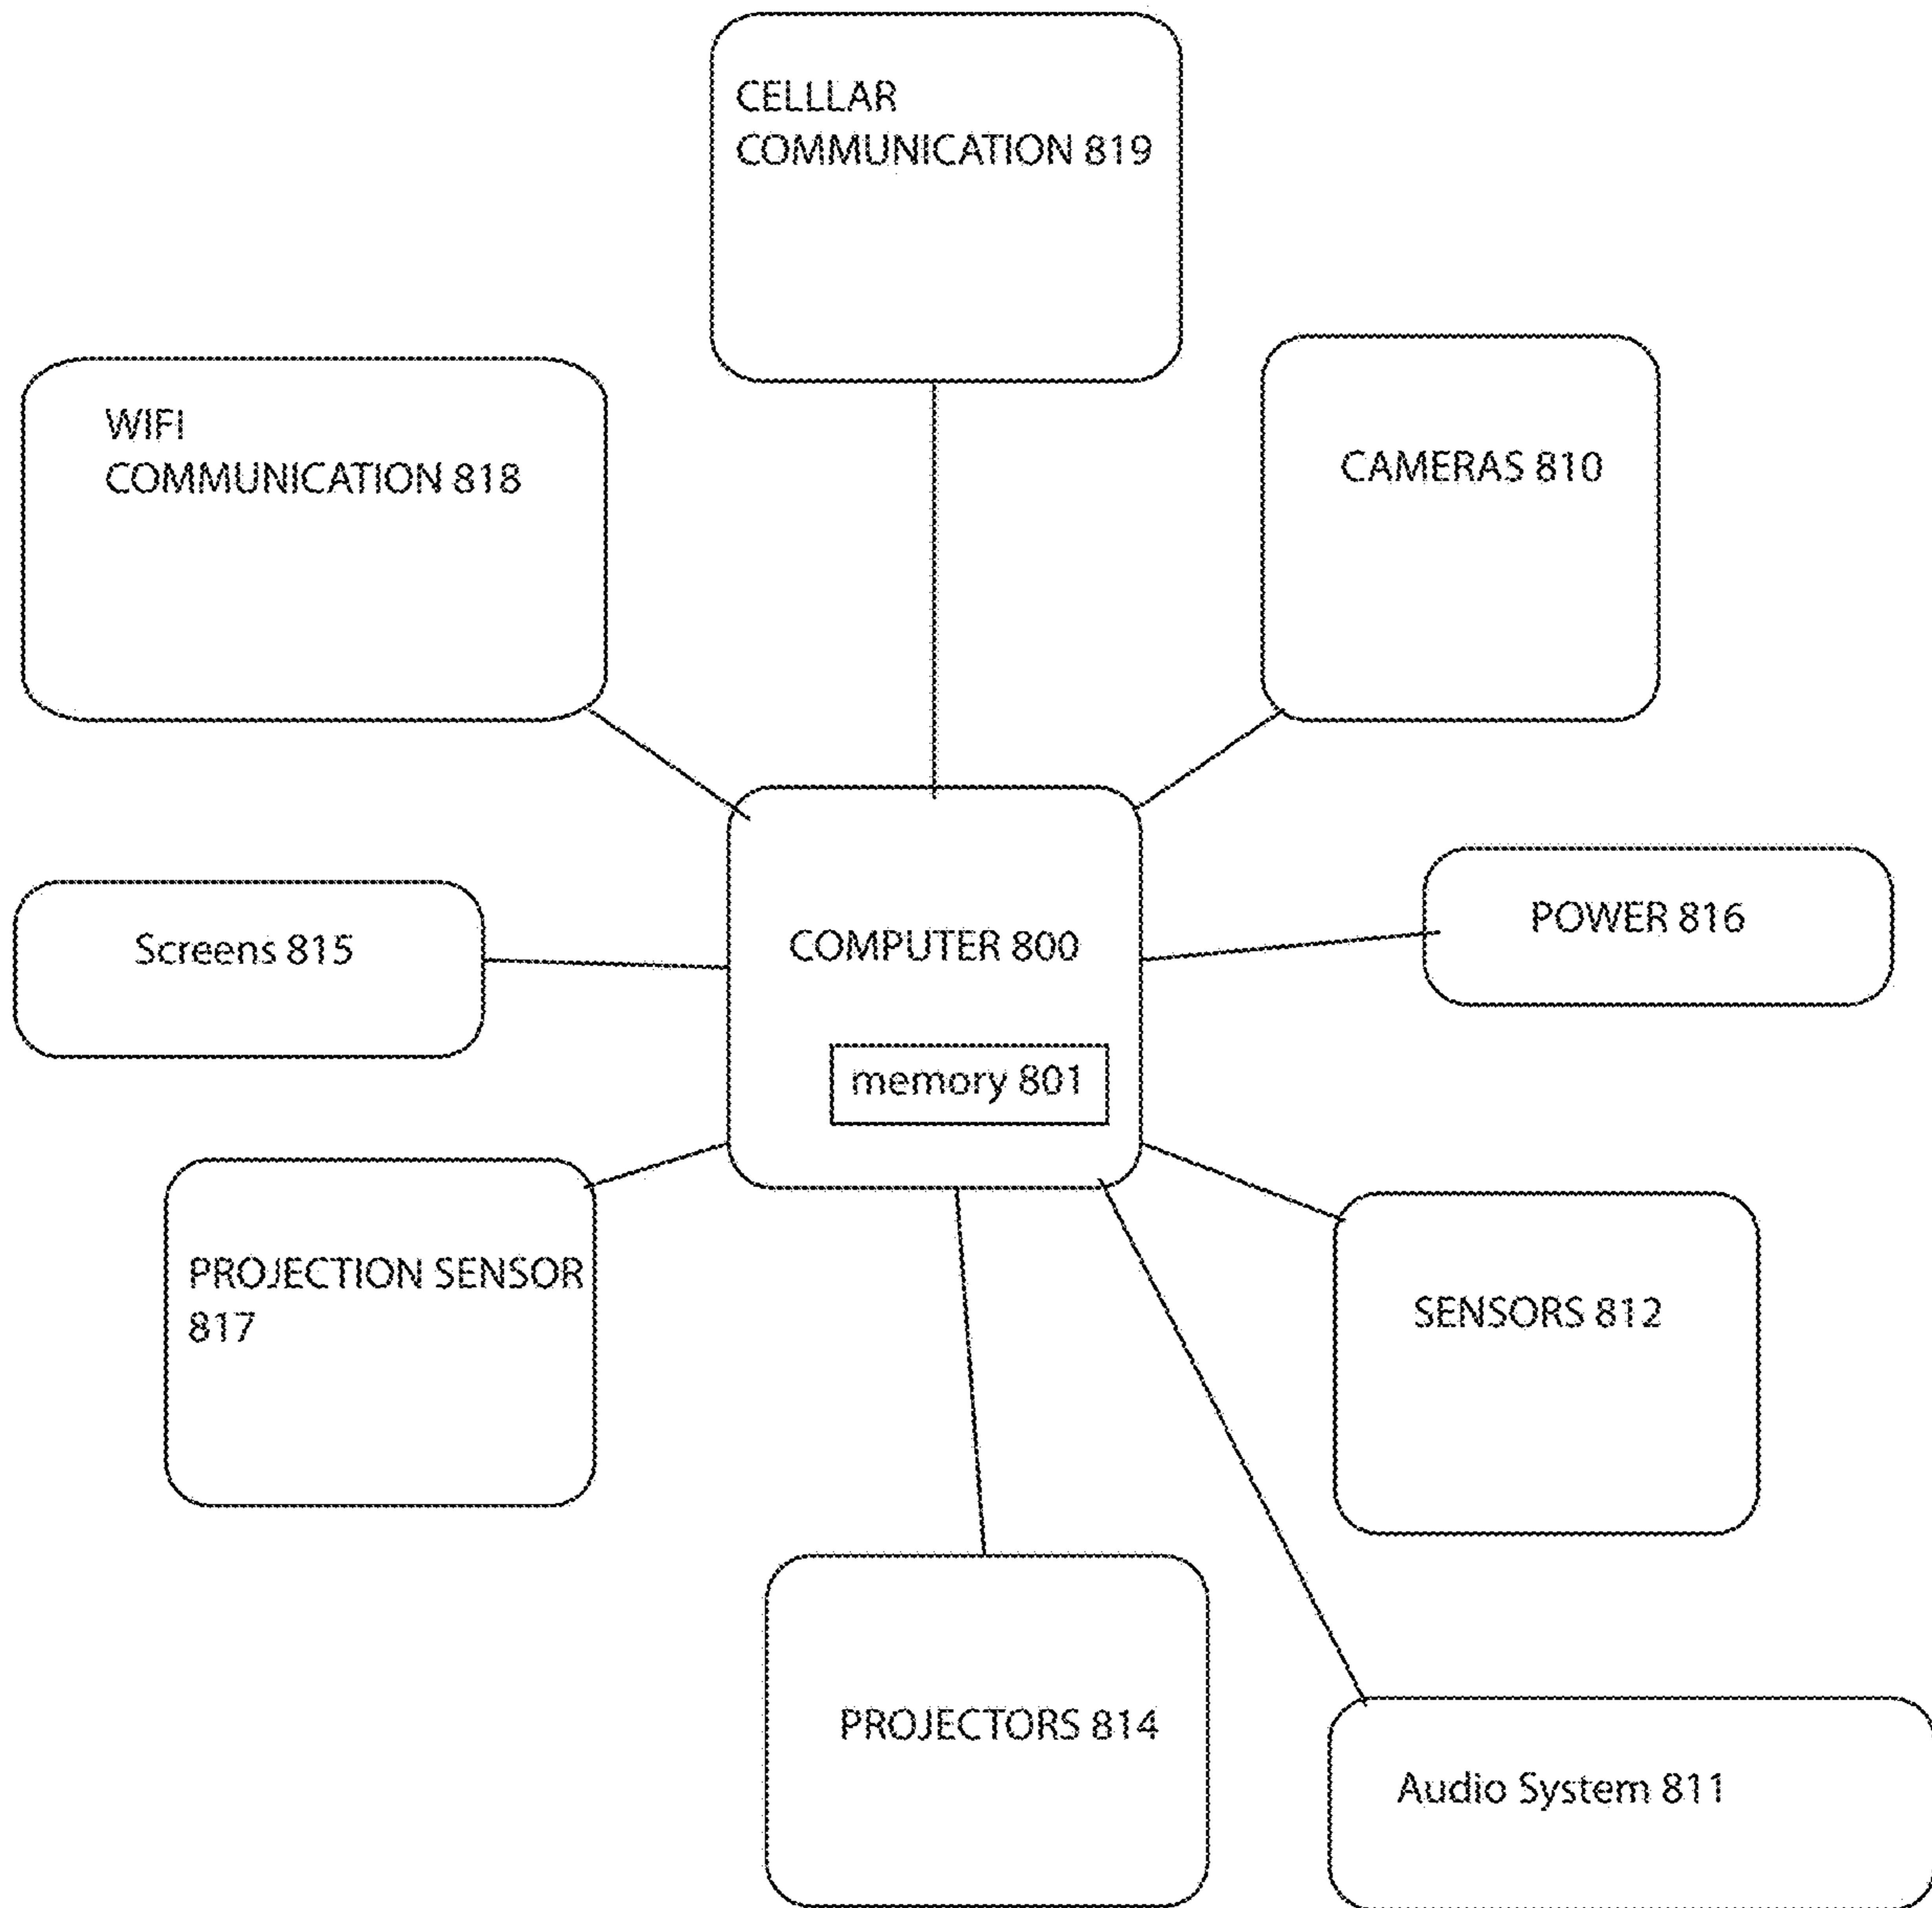 CELLLAR
COMMUNICATION 819
WIFI
COMMUNICATION 818
CAMERAS 810
Screens 815
COMPUTER 800
POWER 816
memory 801
PROJECTION SENSOR
817
SENSORS 812
PROJECTORS 814
Audio System 811